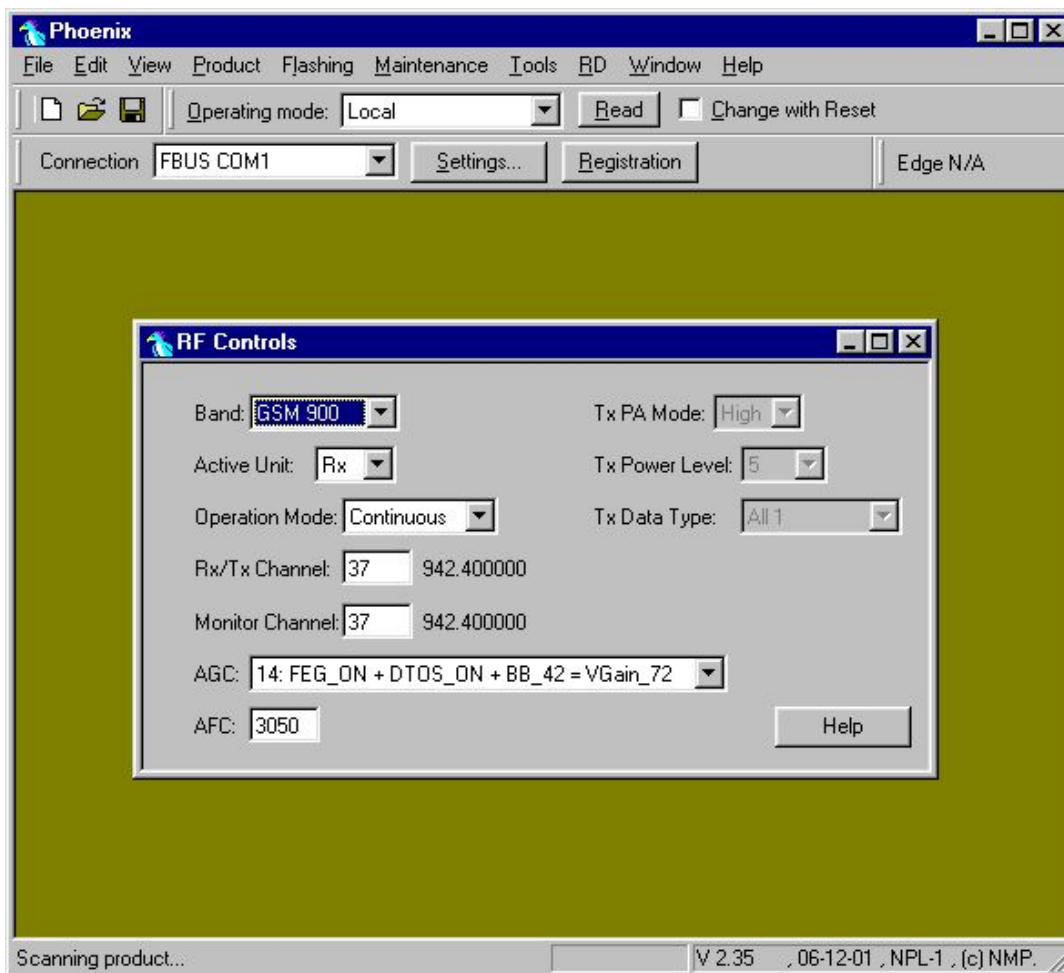 Phoenix
File Edit View Product Flashing Maintenance Tools RD Window Help
Operating mode: Local Read Change with Reset
Connection FBUS COM1 Settings... Registration Edge N/A
RF Controls
Band: GSM 900 Tx PA Mode: High
Active Unit: Rx Tx Power Level: 5
Operation Mode: Continuous Tx Data Type: All 1
Rx/Tx Channel: 37 942.400000
Monitor Channel: 37 942.400000
AGC: 14: FEG_ON + DTOS_ON + BB_42 = VGain_72
AFC: 3050 Help
Scanning product... V 2.35 , 06-12-01 , NPL-1 , (c) NMP.